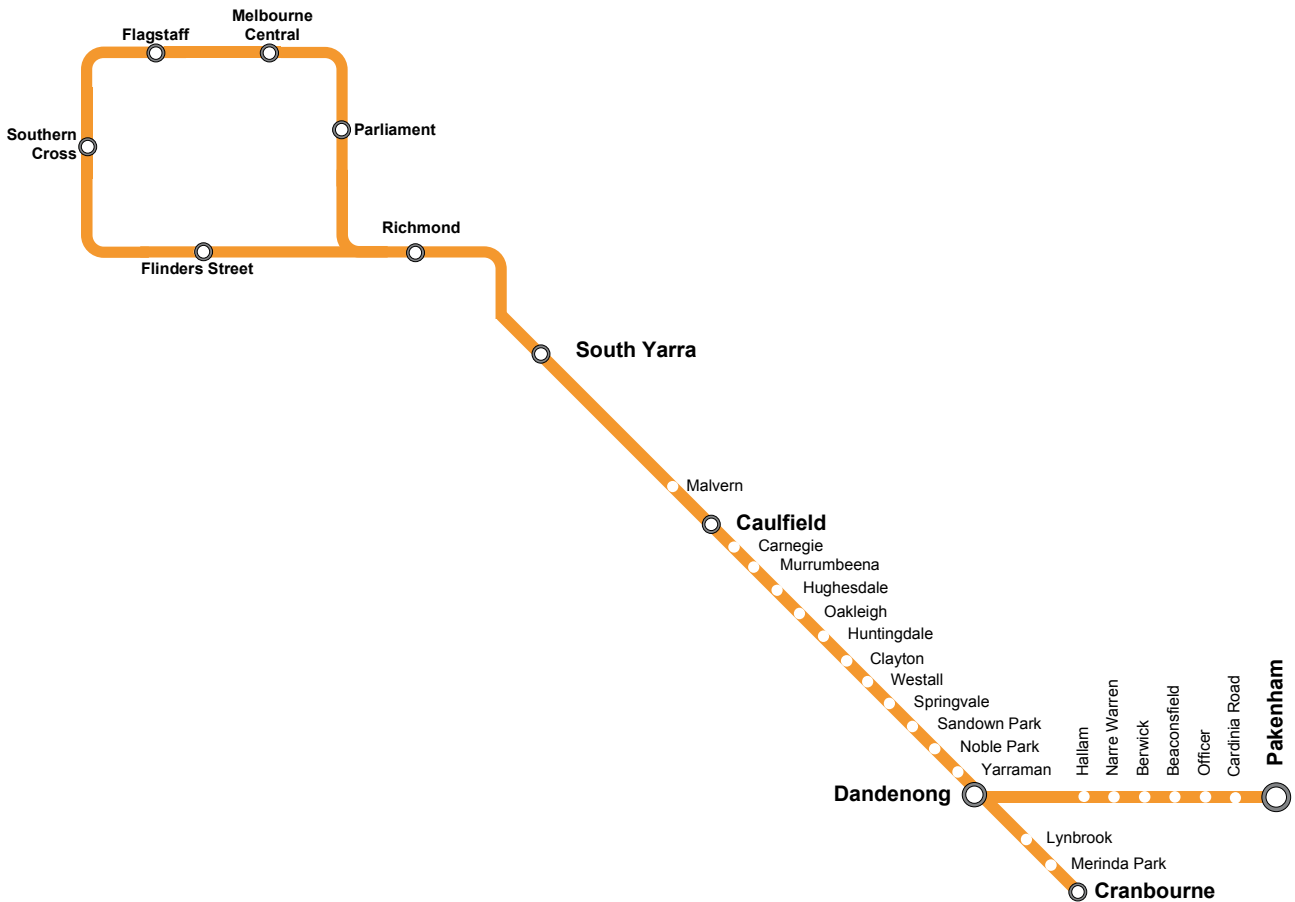 Melbourne
Central
Flagstaff
Southern
Cross
Parliament
Richmond
Flinders Street
South Yarra
Malvern
Caulfield
Carnegie
Murrumbeena
Hughesdale
Oakleigh
Huntingdale
Clayton
Westall
Springvale
Sandown Park
Noble Park
Yarraman
Dandenong
Hallam
Narre Warren
Berwick
Beaconsfield
Officer
Cardinia Road
Pakenham
Lynbrook
Merinda Park
Cranbourne